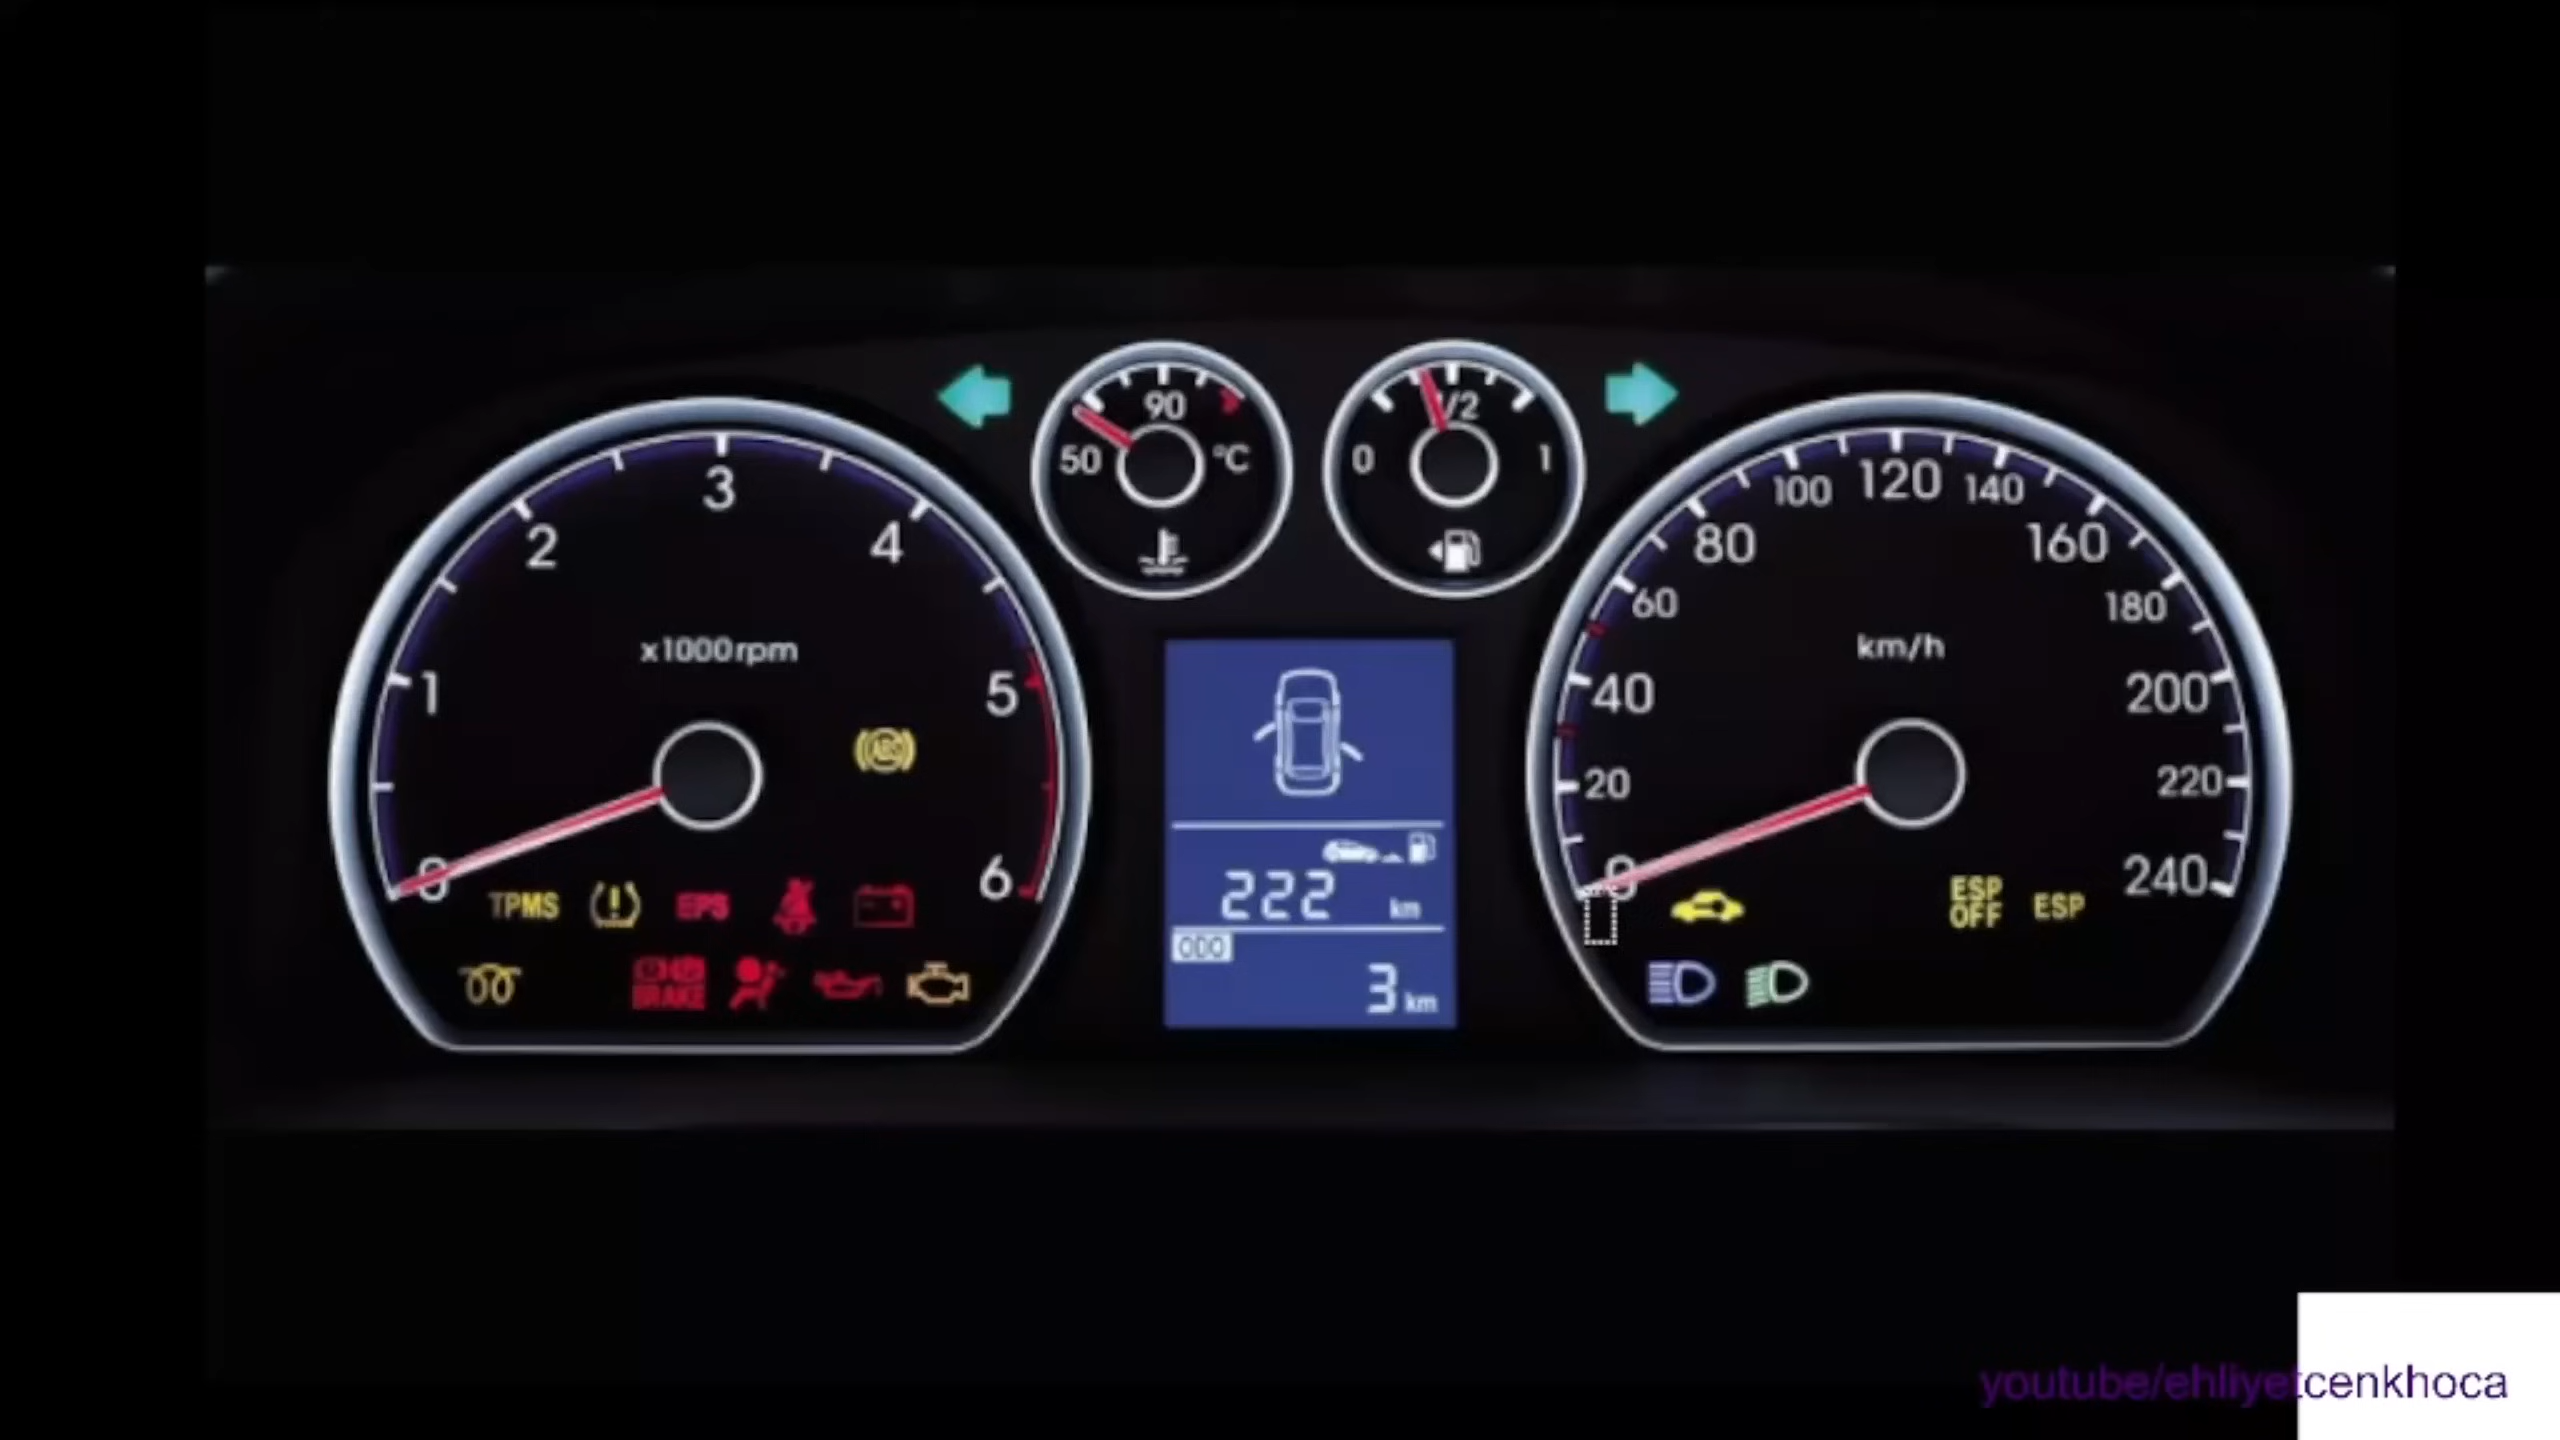 50 90 °C
0 1/2 1
0 1 2 3 4 5 6
x1000rpm
ABS
TPMS EPS
BRAKE
222 km
ODO
3 km
0 20 40 60 80 100 120 140 160 180 200 220 240
km/h
ESP
OFF
ESP
youtube/ehliyetcenkhoca